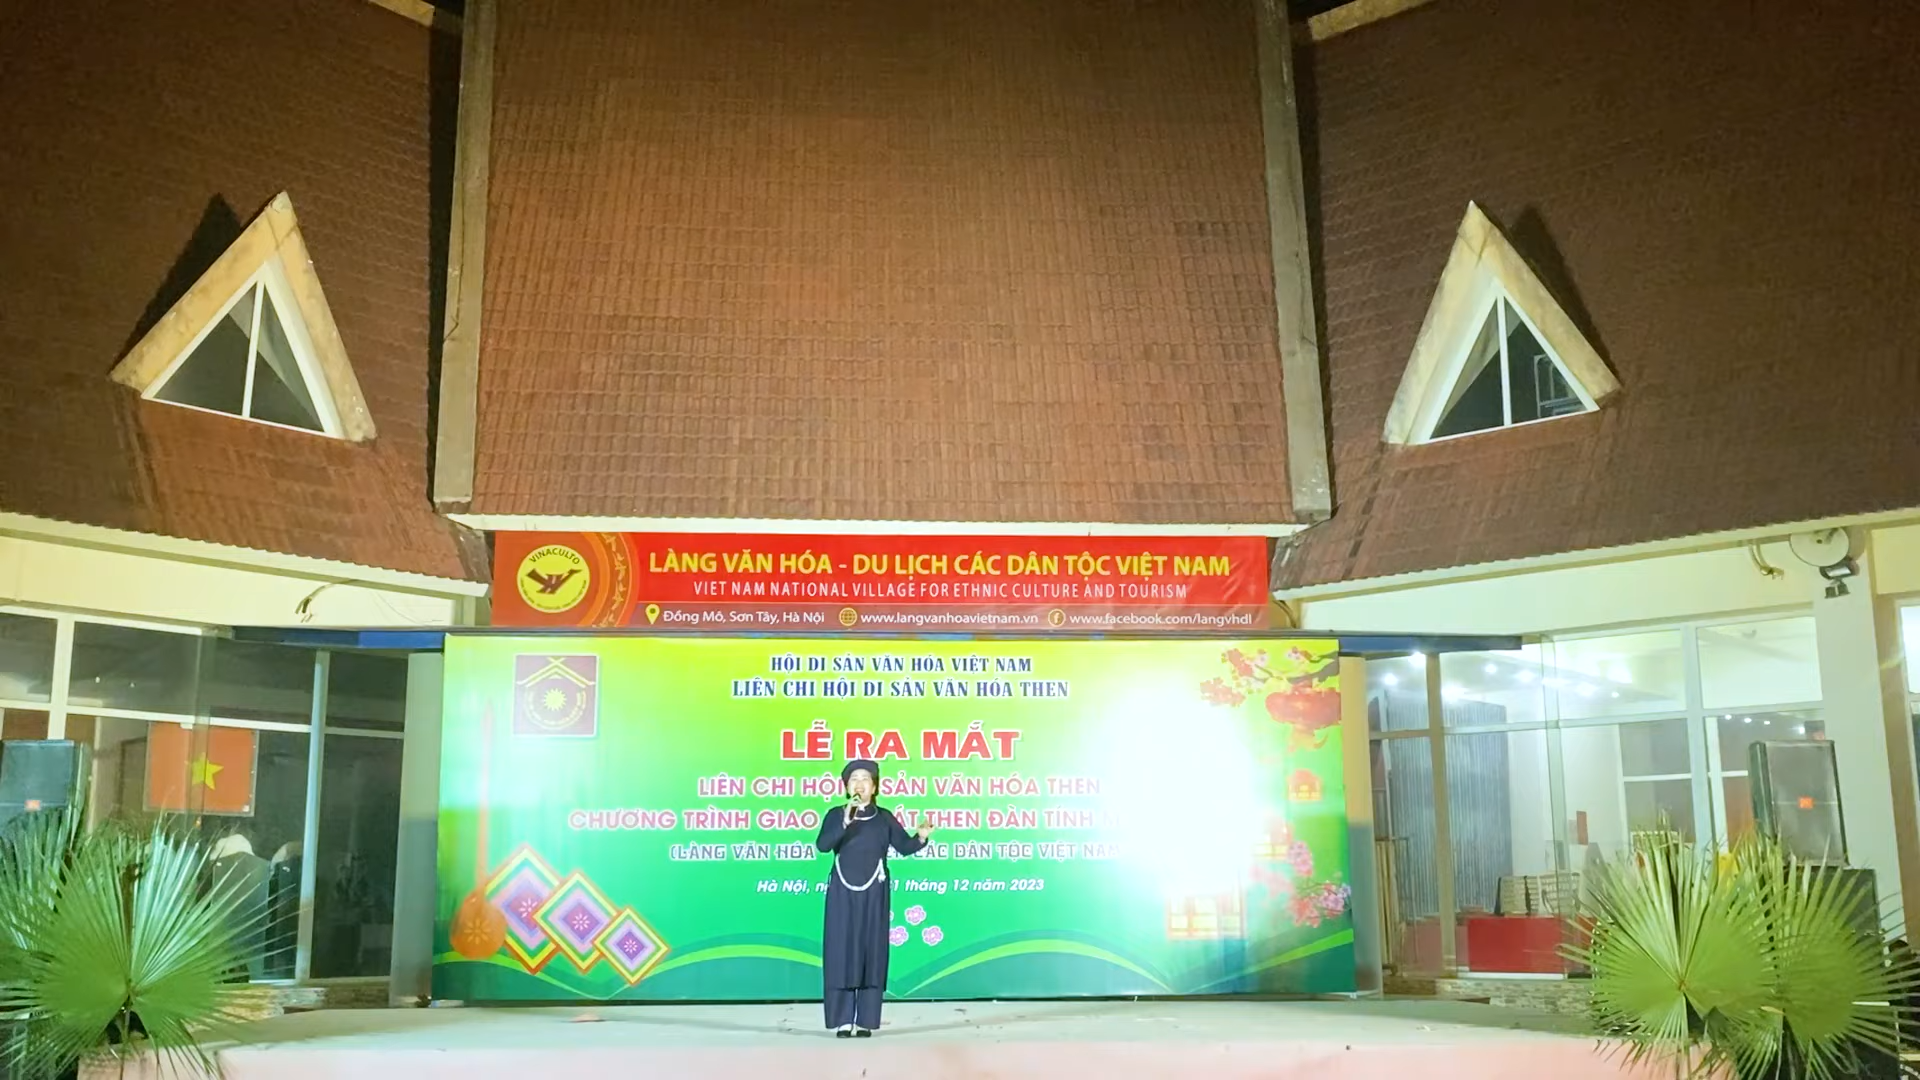 VINACULTO
LÀNG VĂN HÓA - DU LỊCH CÁC DÂN TỘC VIỆT NAM
VIET NAM NATIONAL VILLAGE FOR ETHNIC CULTURE AND TOURISM
Đồng Mô, Sơn Tây, Hà Nội www.langvanhoavietnam.vn www.facebook.com/langvhdl
HỘI DI SẢN VĂN HÓA VIỆT NAM
LIÊN CHI HỘI DI SẢN VĂN HÓA THEN
LỄ RA MẮT
LIÊN CHI HỘI SẢN VĂN HÓA THEN
CHƯƠNG TRÌNH GIAO THEN ĐÀN TÍNH
(LÀNG VĂN HÓA CÁC DÂN TỘC VIỆT NAM
Hà Nội, tháng 12 năm 2023